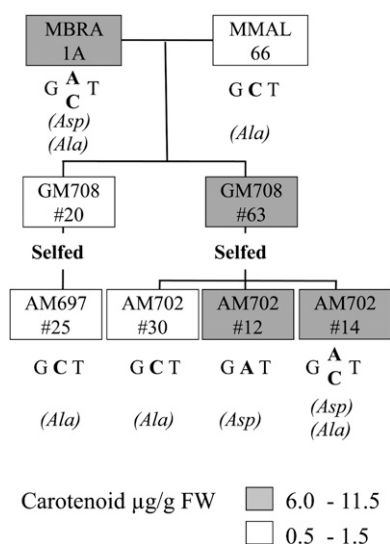 MBRA MMAL
1A 66
A
G T G C T
C
(Asp)
(Ala) (Ala)
GM708 GM708
#20 #63
Selfed Selfed
AM697 AM702 AM702 AM702
#25 #30 #12 #14
A
G C T G C T G A T G T
C
(Asp)
(Ala) (Ala) (Asp) (Ala)
Carotenoid µg/g FW 6.0 - 11.5
0.5 - 1.5